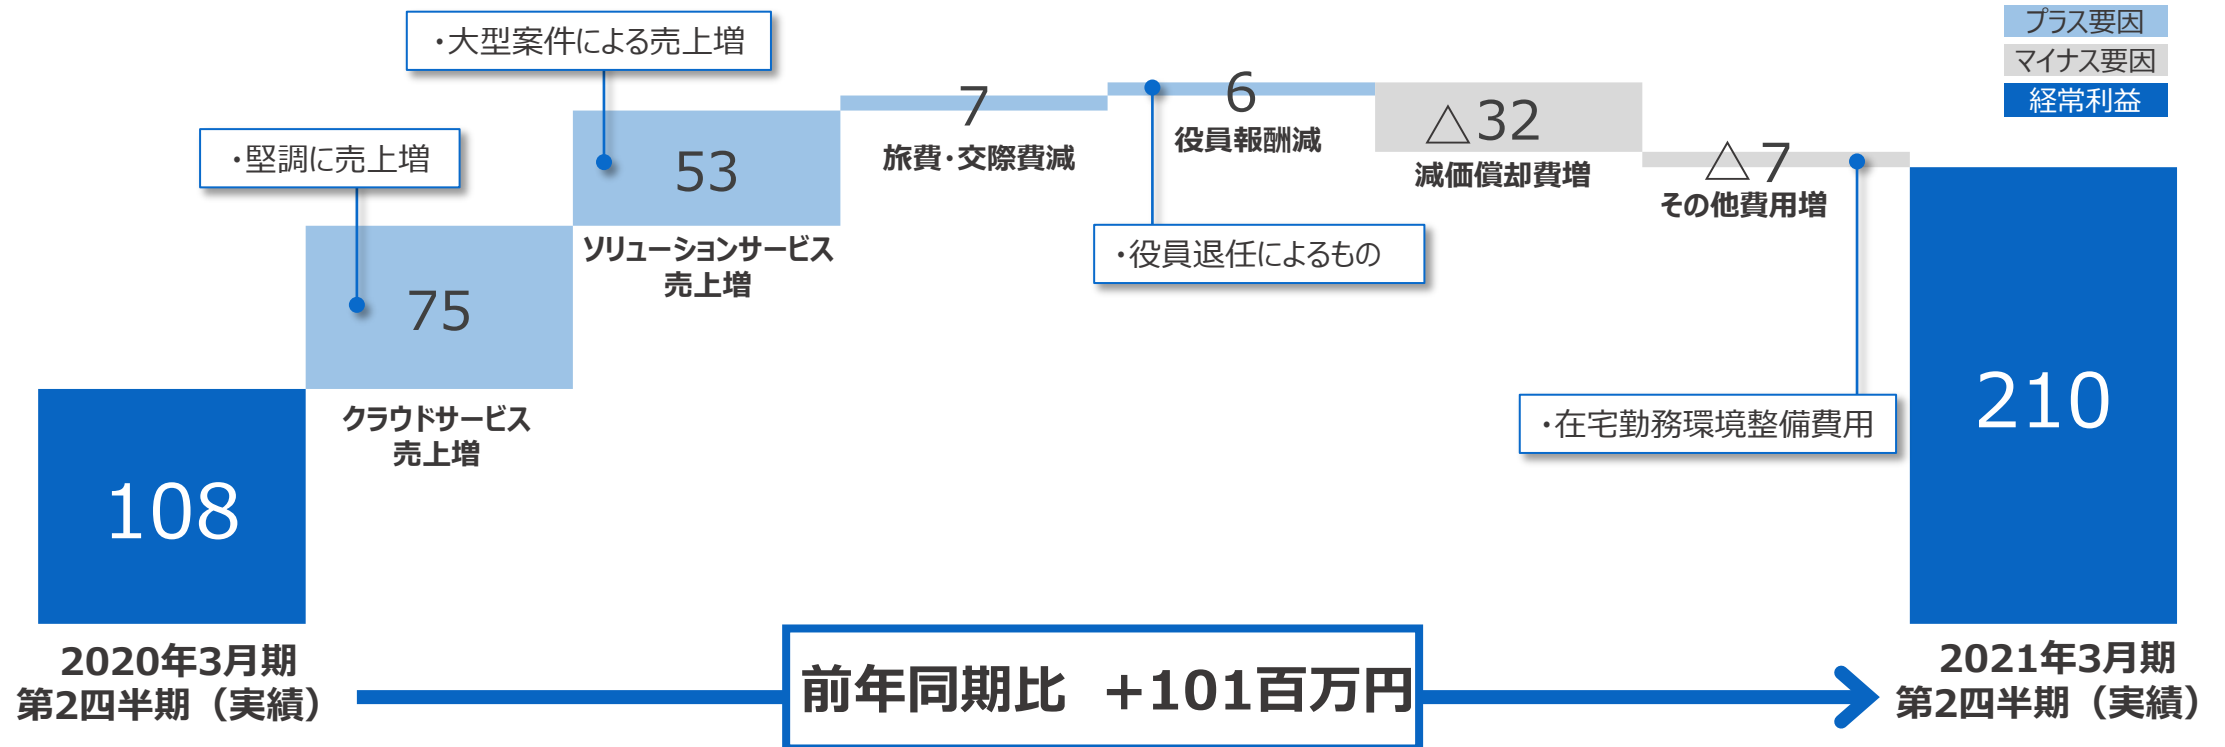 プラス要因
マイナス要因
経常利益
・大型案件による売上増
・堅調に売上増
108
75
クラウドサービス
売上増
53
ソリューションサービス
売上増
7
旅費・交際費減
6
役員報酬減
・役員退任によるもの
△32
減価償却費増
△7
その他費用増
・在宅勤務環境整備費用
210
2020年3月期
第2四半期（実績）
前年同期比 +101百万円
2021年3月期
第2四半期（実績）